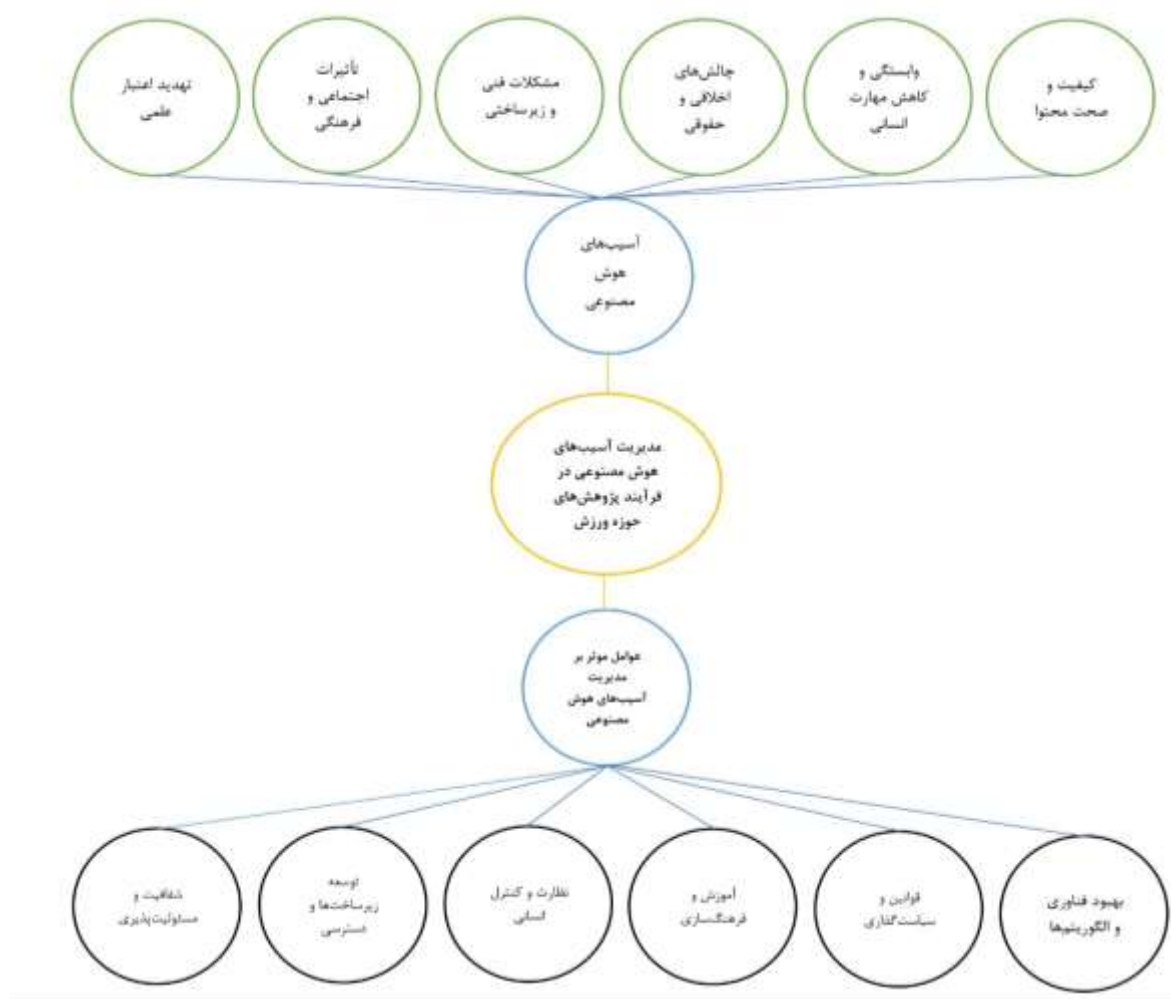 کیفیت و
صحت محتوا
وابستگی و
کاهش مهارت
انسانی
چالش‌های
اخلاقی و
حقوقی
مشکلات فنی
و زیرساختی
تأثیرات
اجتماعی و
فرهنگی
تهدید اعتبار
علمی
آسیب‌های
هوش
مصنوعی
مدیریت آسیب‌های
هوش مصنوعی در
فرآیند پژوهش‌های
حوزه ورزش
عوامل موثر بر
مدیریت
آسیب‌های هوش
مصنوعی
بهبود فناوری
و الگوریتم‌ها
قوانین و
سیاست‌گذاری
آموزش و
فرهنگ‌سازی
نظارت و کنترل
انسانی
توسعه
زیرساخت‌ها و
دسترسی
شفافیت و
مسئولیت‌پذیری